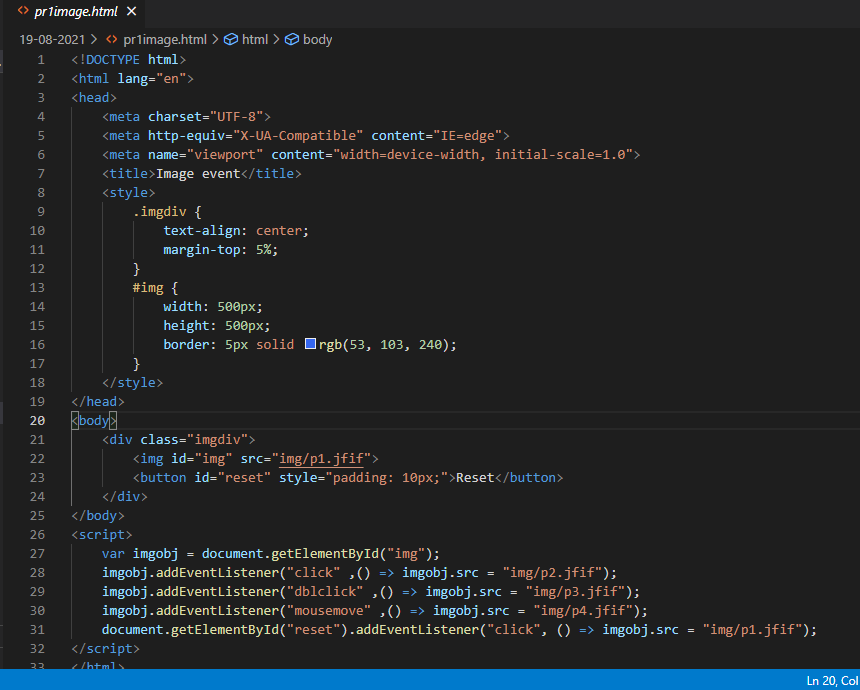 <> pr1image.html ×
19-08-2021 > <> pr1image.html > html > body
1 <!DOCTYPE html>
2 <html lang="en">
3 <head>
4     <meta charset="UTF-8">
5     <meta http-equiv="X-UA-Compatible" content="IE=edge">
6     <meta name="viewport" content="width=device-width, initial-scale=1.0">
7     <title>Image event</title>
8     <style>
9         .imgdiv {
10             text-align: center;
11             margin-top: 5%;
12         }
13         #img {
14             width: 500px;
15             height: 500px;
16             border: 5px solid rgb(53, 103, 240);
17         }
18     </style>
19 </head>
20 <body>
21     <div class="imgdiv">
22         <img id="img" src="img/p1.jfif">
23         <button id="reset" style="padding: 10px;">Reset</button>
24     </div>
25 </body>
26 <script>
27     var imgobj = document.getElementById("img");
28     imgobj.addEventListener("click" ,() => imgobj.src = "img/p2.jfif");
29     imgobj.addEventListener("dblclick" ,() => imgobj.src = "img/p3.jfif");
30     imgobj.addEventListener("mousemove" ,() => imgobj.src = "img/p4.jfif");
31     document.getElementById("reset").addEventListener("click", () => imgobj.src = "img/p1.jfif");
32 </script>
33 </html>
Ln 20, Col